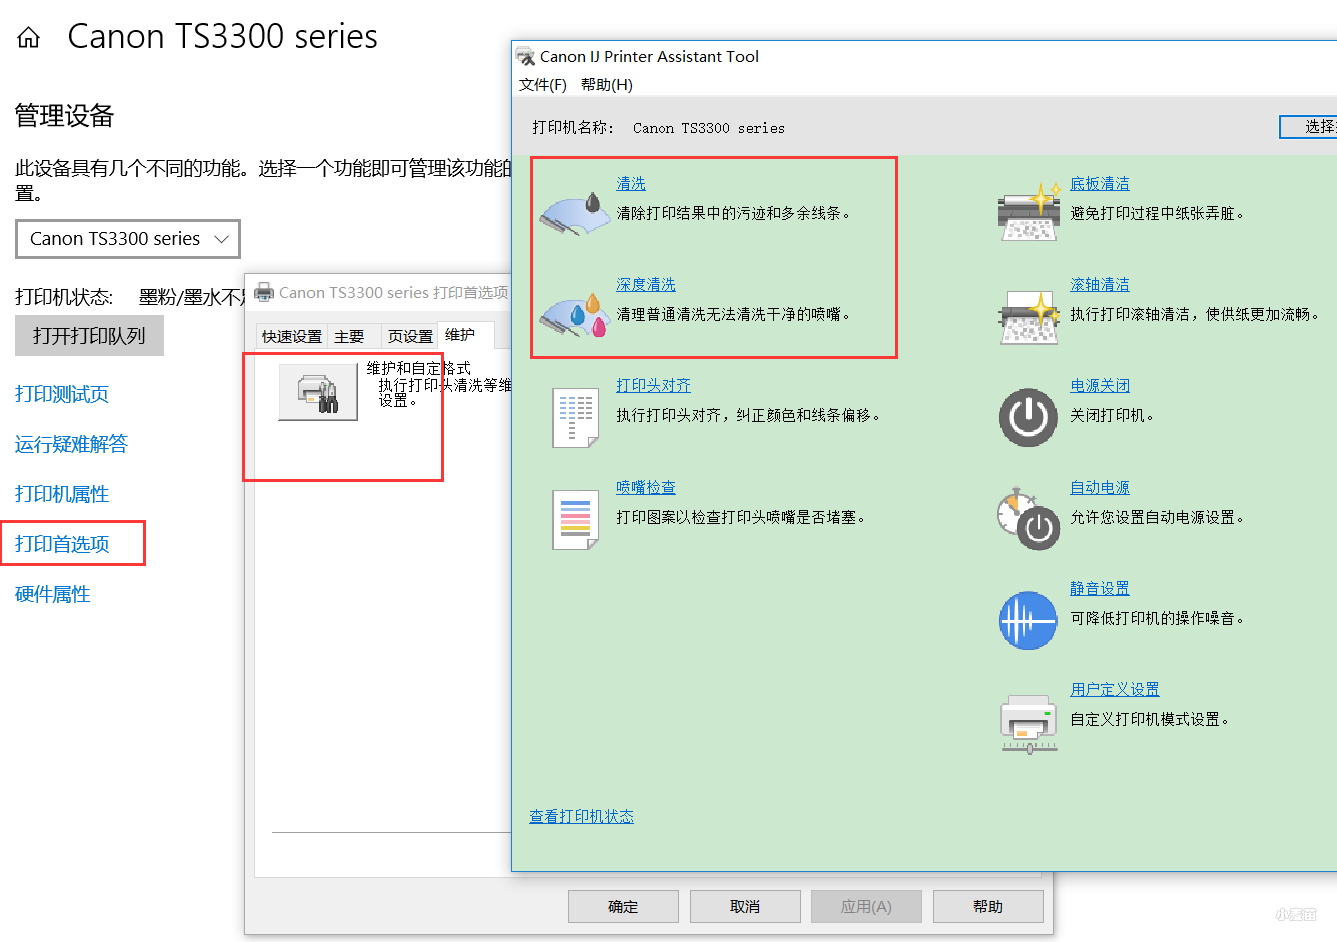 Canon TS3300 series
管理设备
此设备具有几个不同的功能。选择一个功能即可管理该功能的
置。
Canon TS3300 series
打印机状态: 墨粉/墨水不
打开打印队列
打印测试页
运行疑难解答
打印机属性
打印首选项
硬件属性
Canon TS3300 series 打印首选项
快速设置 主要 页设置 维护
维护和自定格式
执行打印头清洗等维
设置。
确定 取消 应用(A) 帮助
Canon IJ Printer Assistant Tool
文件(F) 帮助(H)
打印机名称: Canon TS3300 series
选择
清洗
清除打印结果中的污迹和多余线条。
深度清洗
清理普通清洗无法清洗干净的喷嘴。
打印头对齐
执行打印头对齐，纠正颜色和线条偏移。
喷嘴检查
打印图案以检查打印头喷嘴是否堵塞。
底板清洁
避免打印过程中纸张弄脏。
滚轴清洁
执行打印滚轴清洁，使供纸更加流畅。
电源关闭
关闭打印机。
自动电源
允许您设置自动电源设置。
静音设置
可降低打印机的操作噪音。
用户定义设置
自定义打印机模式设置。
查看打印机状态